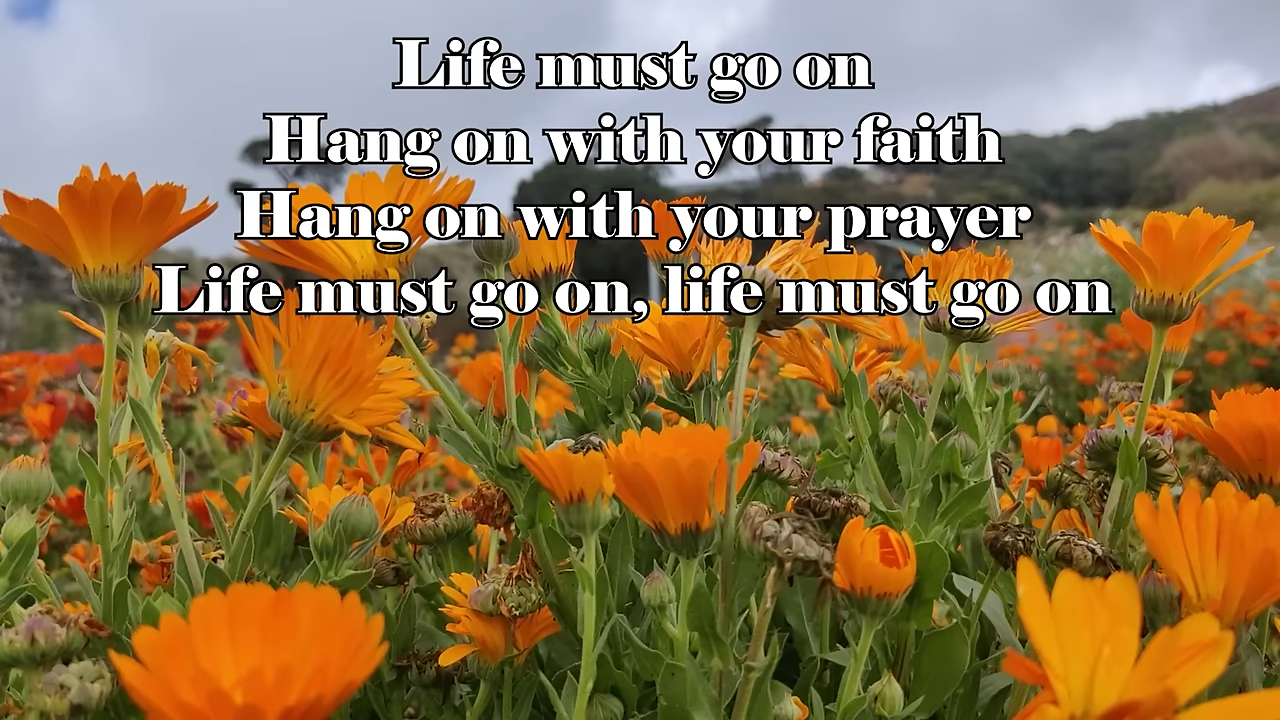 Life must go on
Hang on with your faith
Hang on with your prayer
Life must go on, life must go on